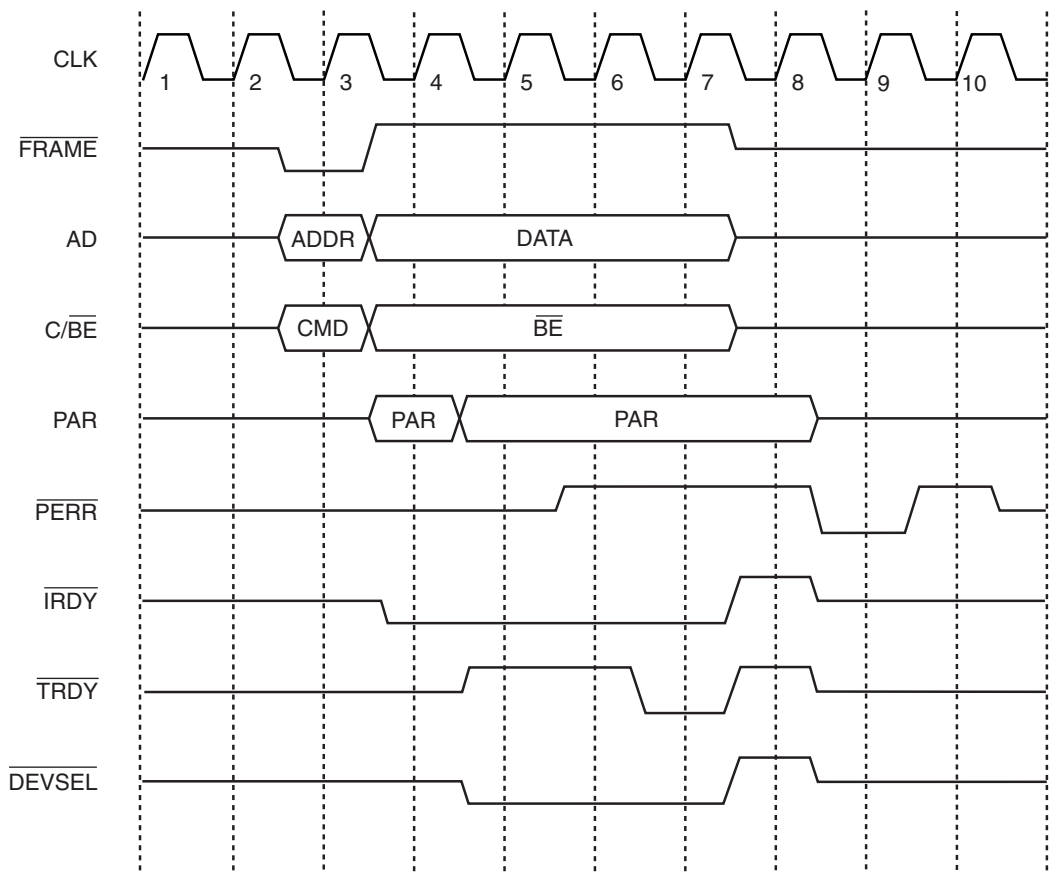 CLK
1 2 3 4 5 6 7 8 9 10
FRAME
AD ADDR DATA
C/BE CMD BE
PAR PAR PAR
PERR
IRDY
TRDY
DEVSEL